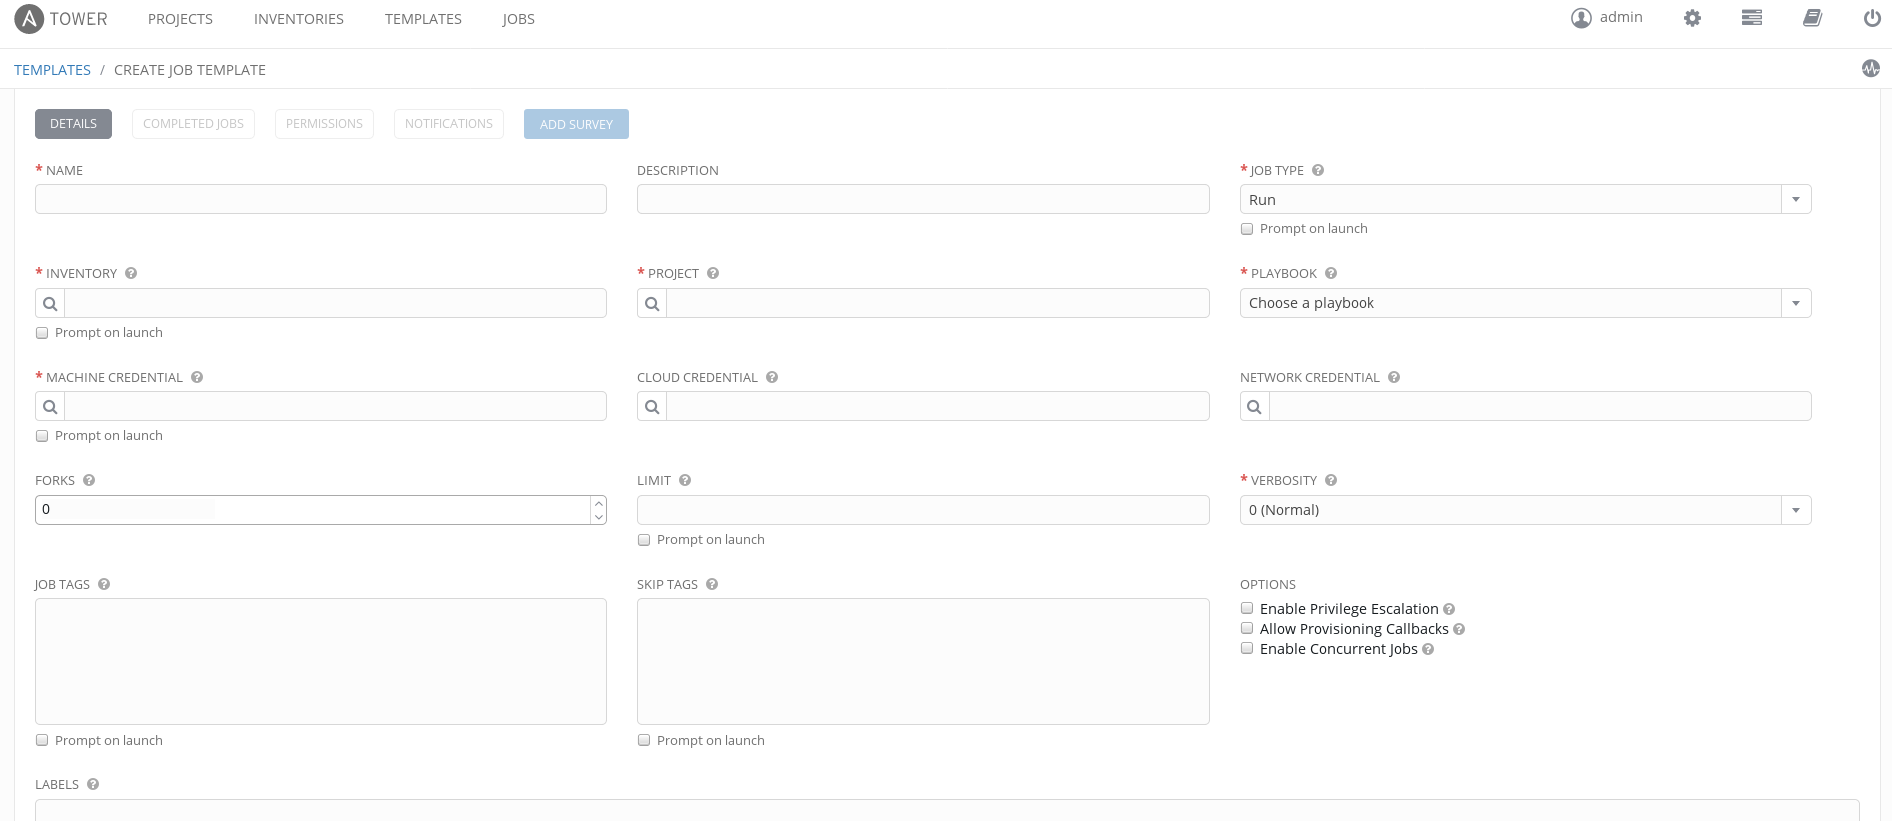 TOWER PROJECTS INVENTORIES TEMPLATES JOBS admin
TEMPLATES / CREATE JOB TEMPLATE
DETAILS COMPLETED JOBS PERMISSIONS NOTIFICATIONS ADD SURVEY
* NAME DESCRIPTION * JOB TYPE ?
Run
Prompt on launch
* INVENTORY ? * PROJECT ? * PLAYBOOK ?
Choose a playbook
Prompt on launch
* MACHINE CREDENTIAL ? CLOUD CREDENTIAL ? NETWORK CREDENTIAL ?
Prompt on launch
FORKS ? LIMIT ? * VERBOSITY ?
0 0 (Normal)
Prompt on launch
JOB TAGS ? SKIP TAGS ? OPTIONS
Enable Privilege Escalation ?
Allow Provisioning Callbacks ?
Enable Concurrent Jobs ?
Prompt on launch Prompt on launch
LABELS ?